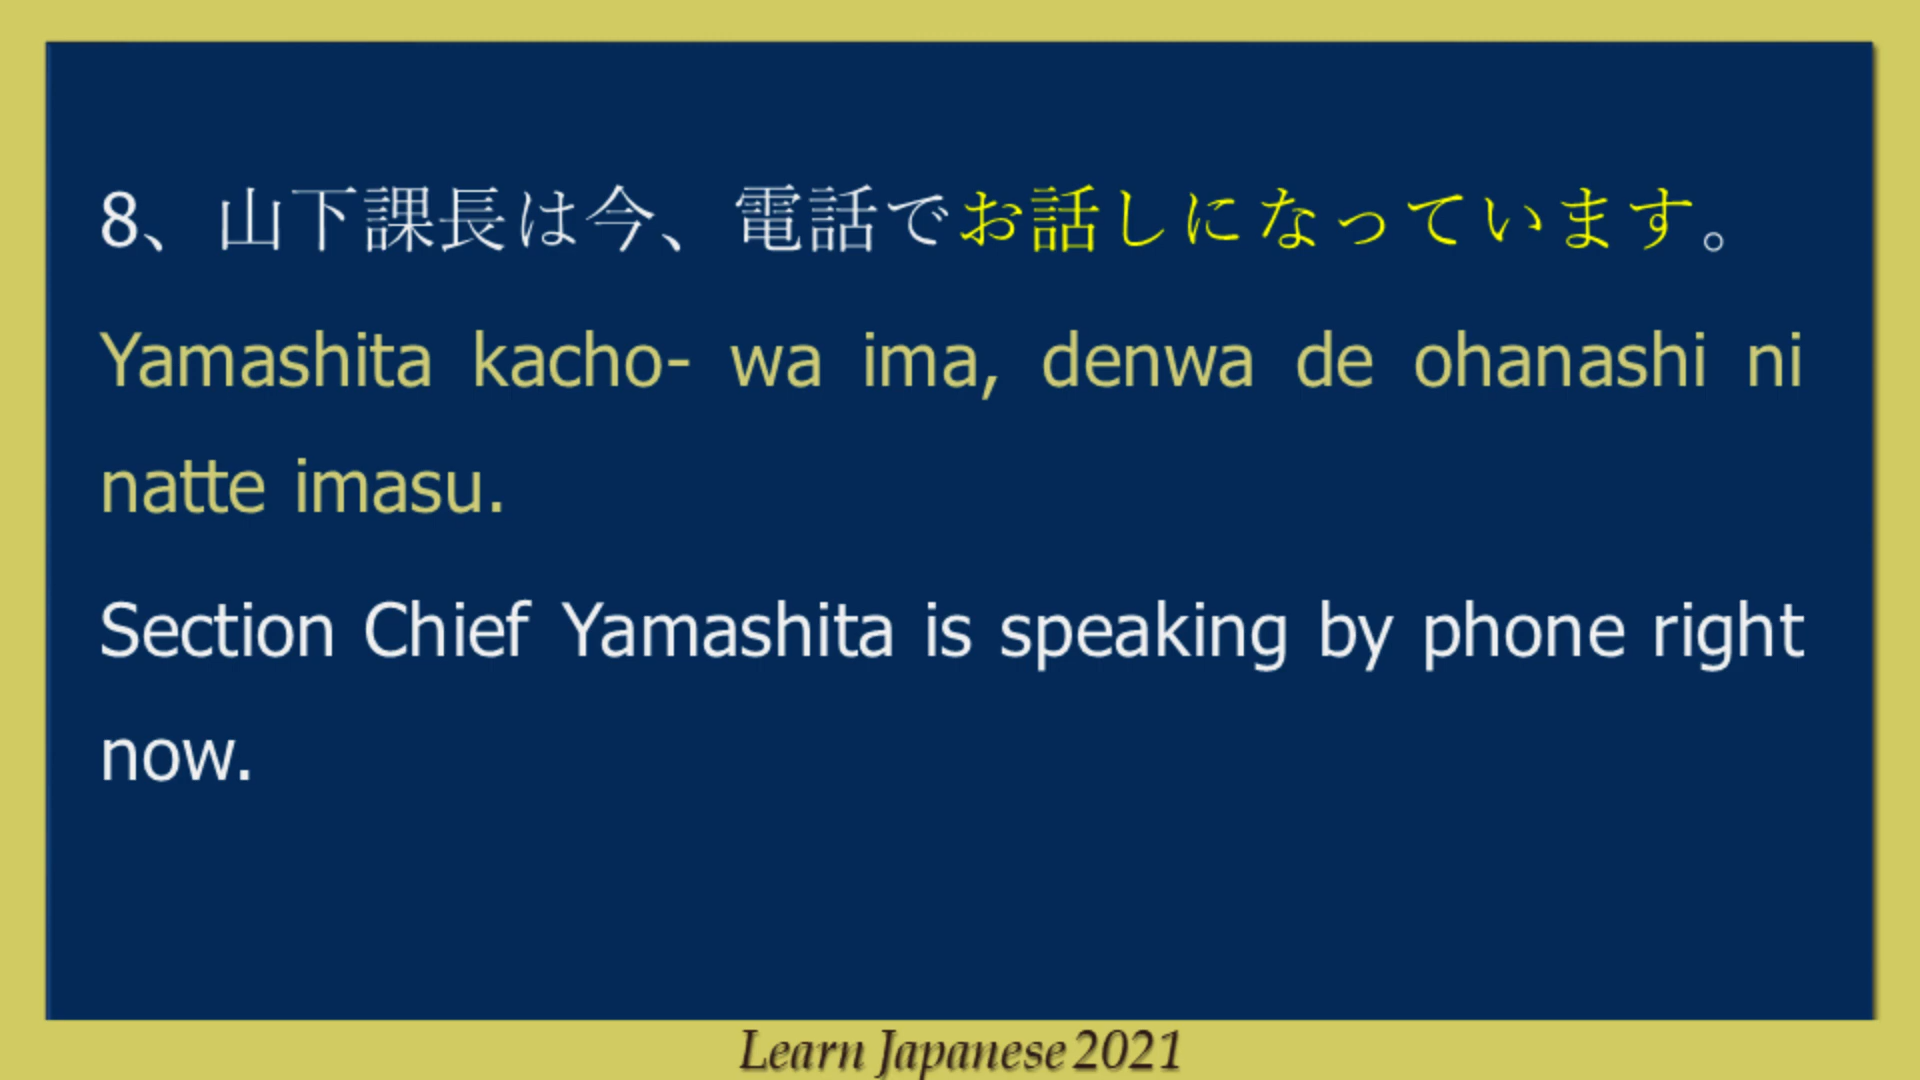 8、山下課長は今、電話でお話しになっています。
Yamashita kacho- wa ima, denwa de ohanashi ni
natte imasu.
Section Chief Yamashita is speaking by phone right
now.
Learn Japanese 2021